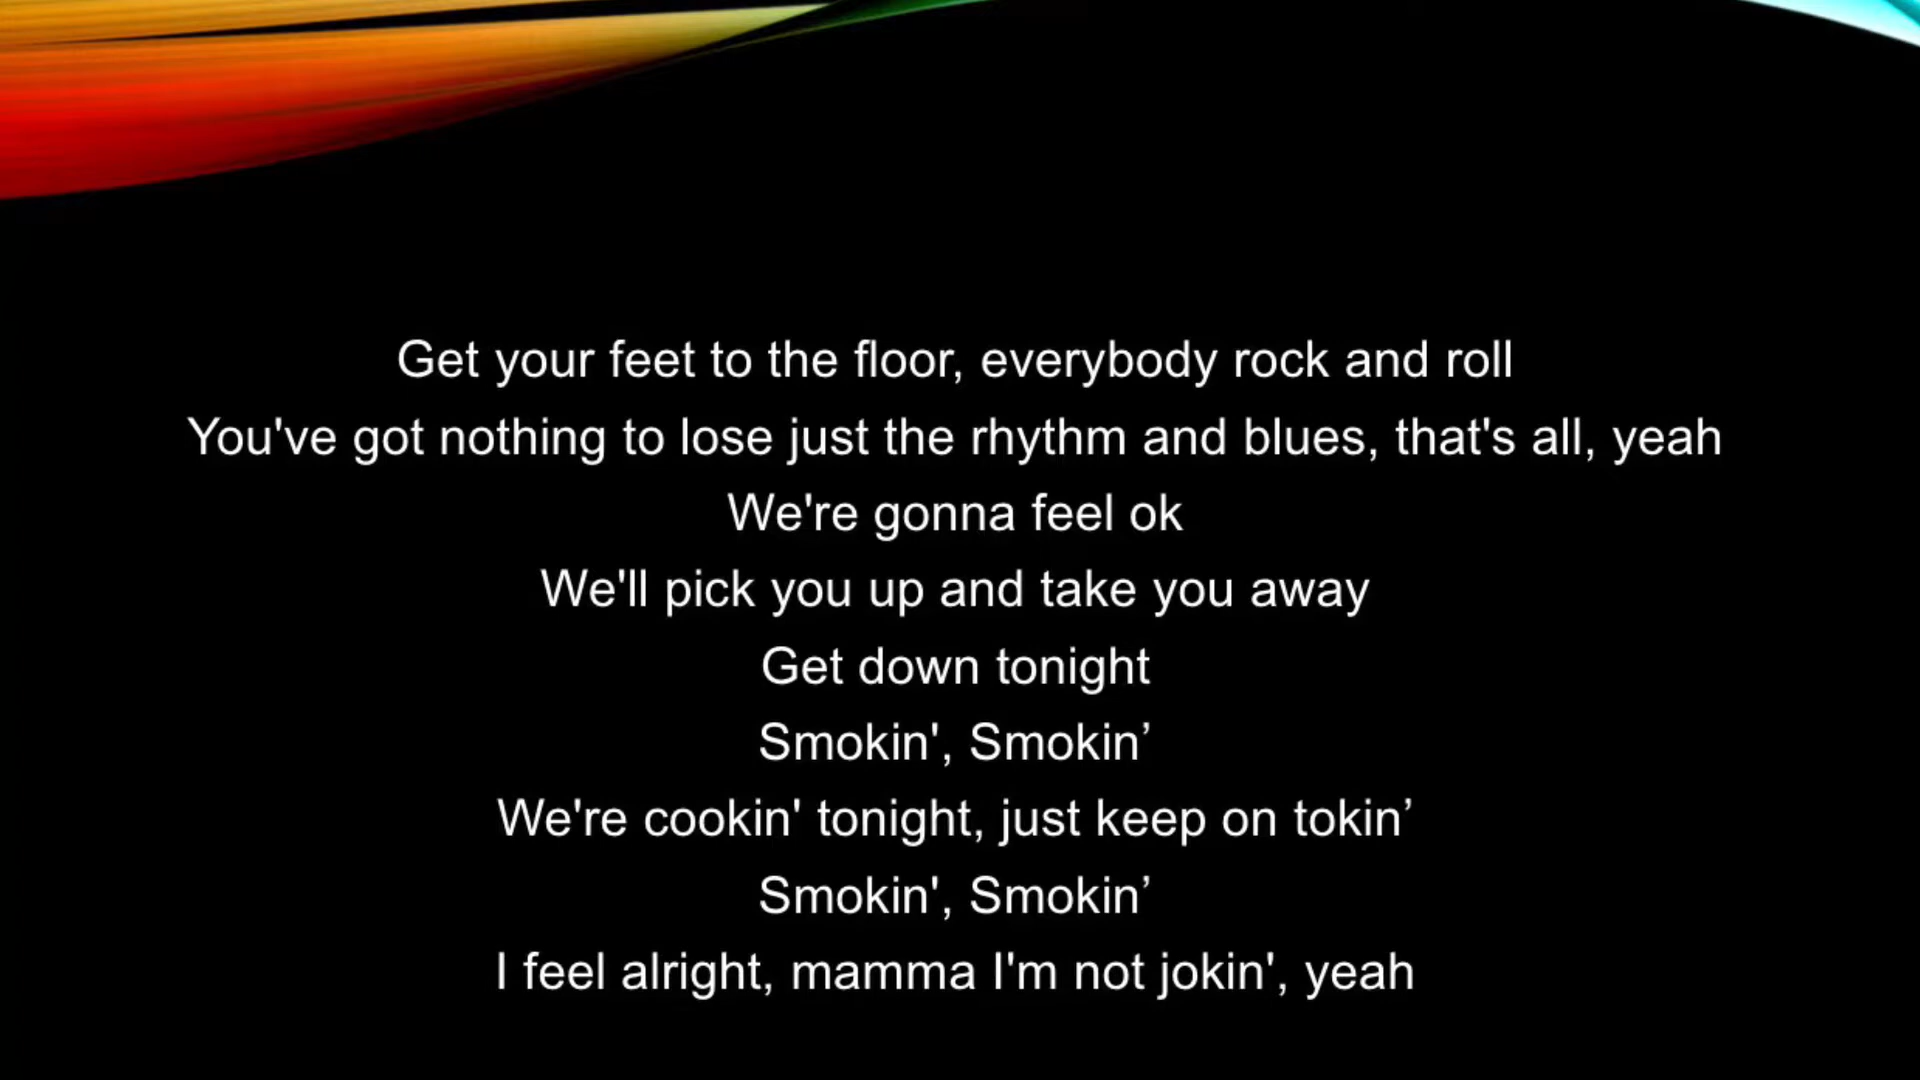 Get your feet to the floor, everybody rock and roll
You've got nothing to lose just the rhythm and blues, that's all, yeah
We're gonna feel ok
We'll pick you up and take you away
Get down tonight
Smokin', Smokin’
We're cookin' tonight, just keep on tokin’
Smokin', Smokin’
I feel alright, mamma I'm not jokin', yeah